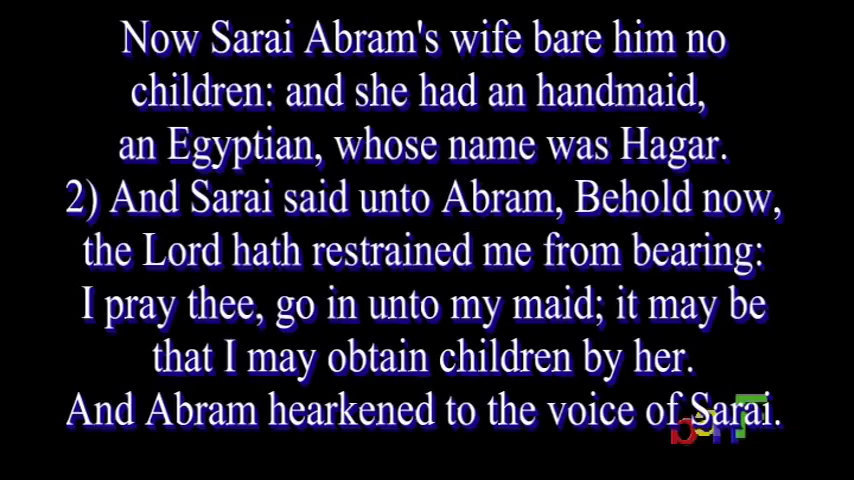 Now Sarai Abram's wife bare him no
children: and she had an handmaid,
an Egyptian, whose name was Hagar.
2) And Sarai said unto Abram, Behold now,
the Lord hath restrained me from bearing:
I pray thee, go in unto my maid; it may be
that I may obtain children by her.
And Abram hearkened to the voice of Sarai.